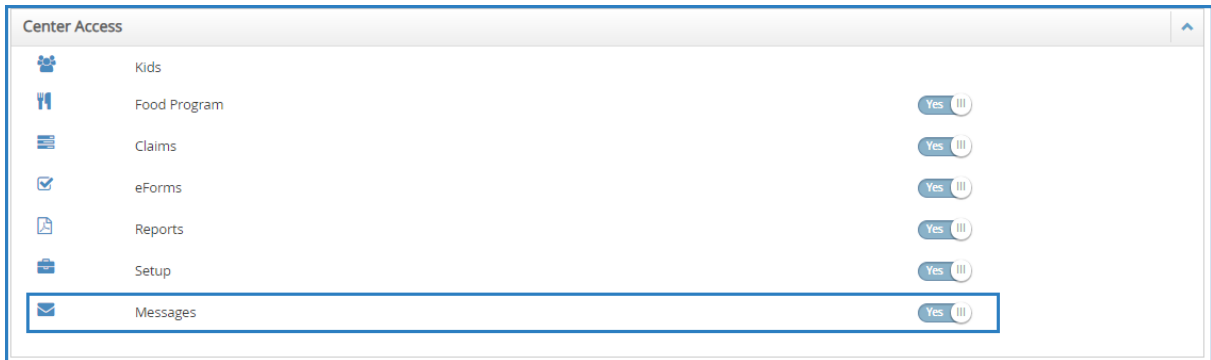 Center Access
Kids
Food Program Yes
Claims Yes
eForms Yes
Reports Yes
Setup Yes
Messages Yes